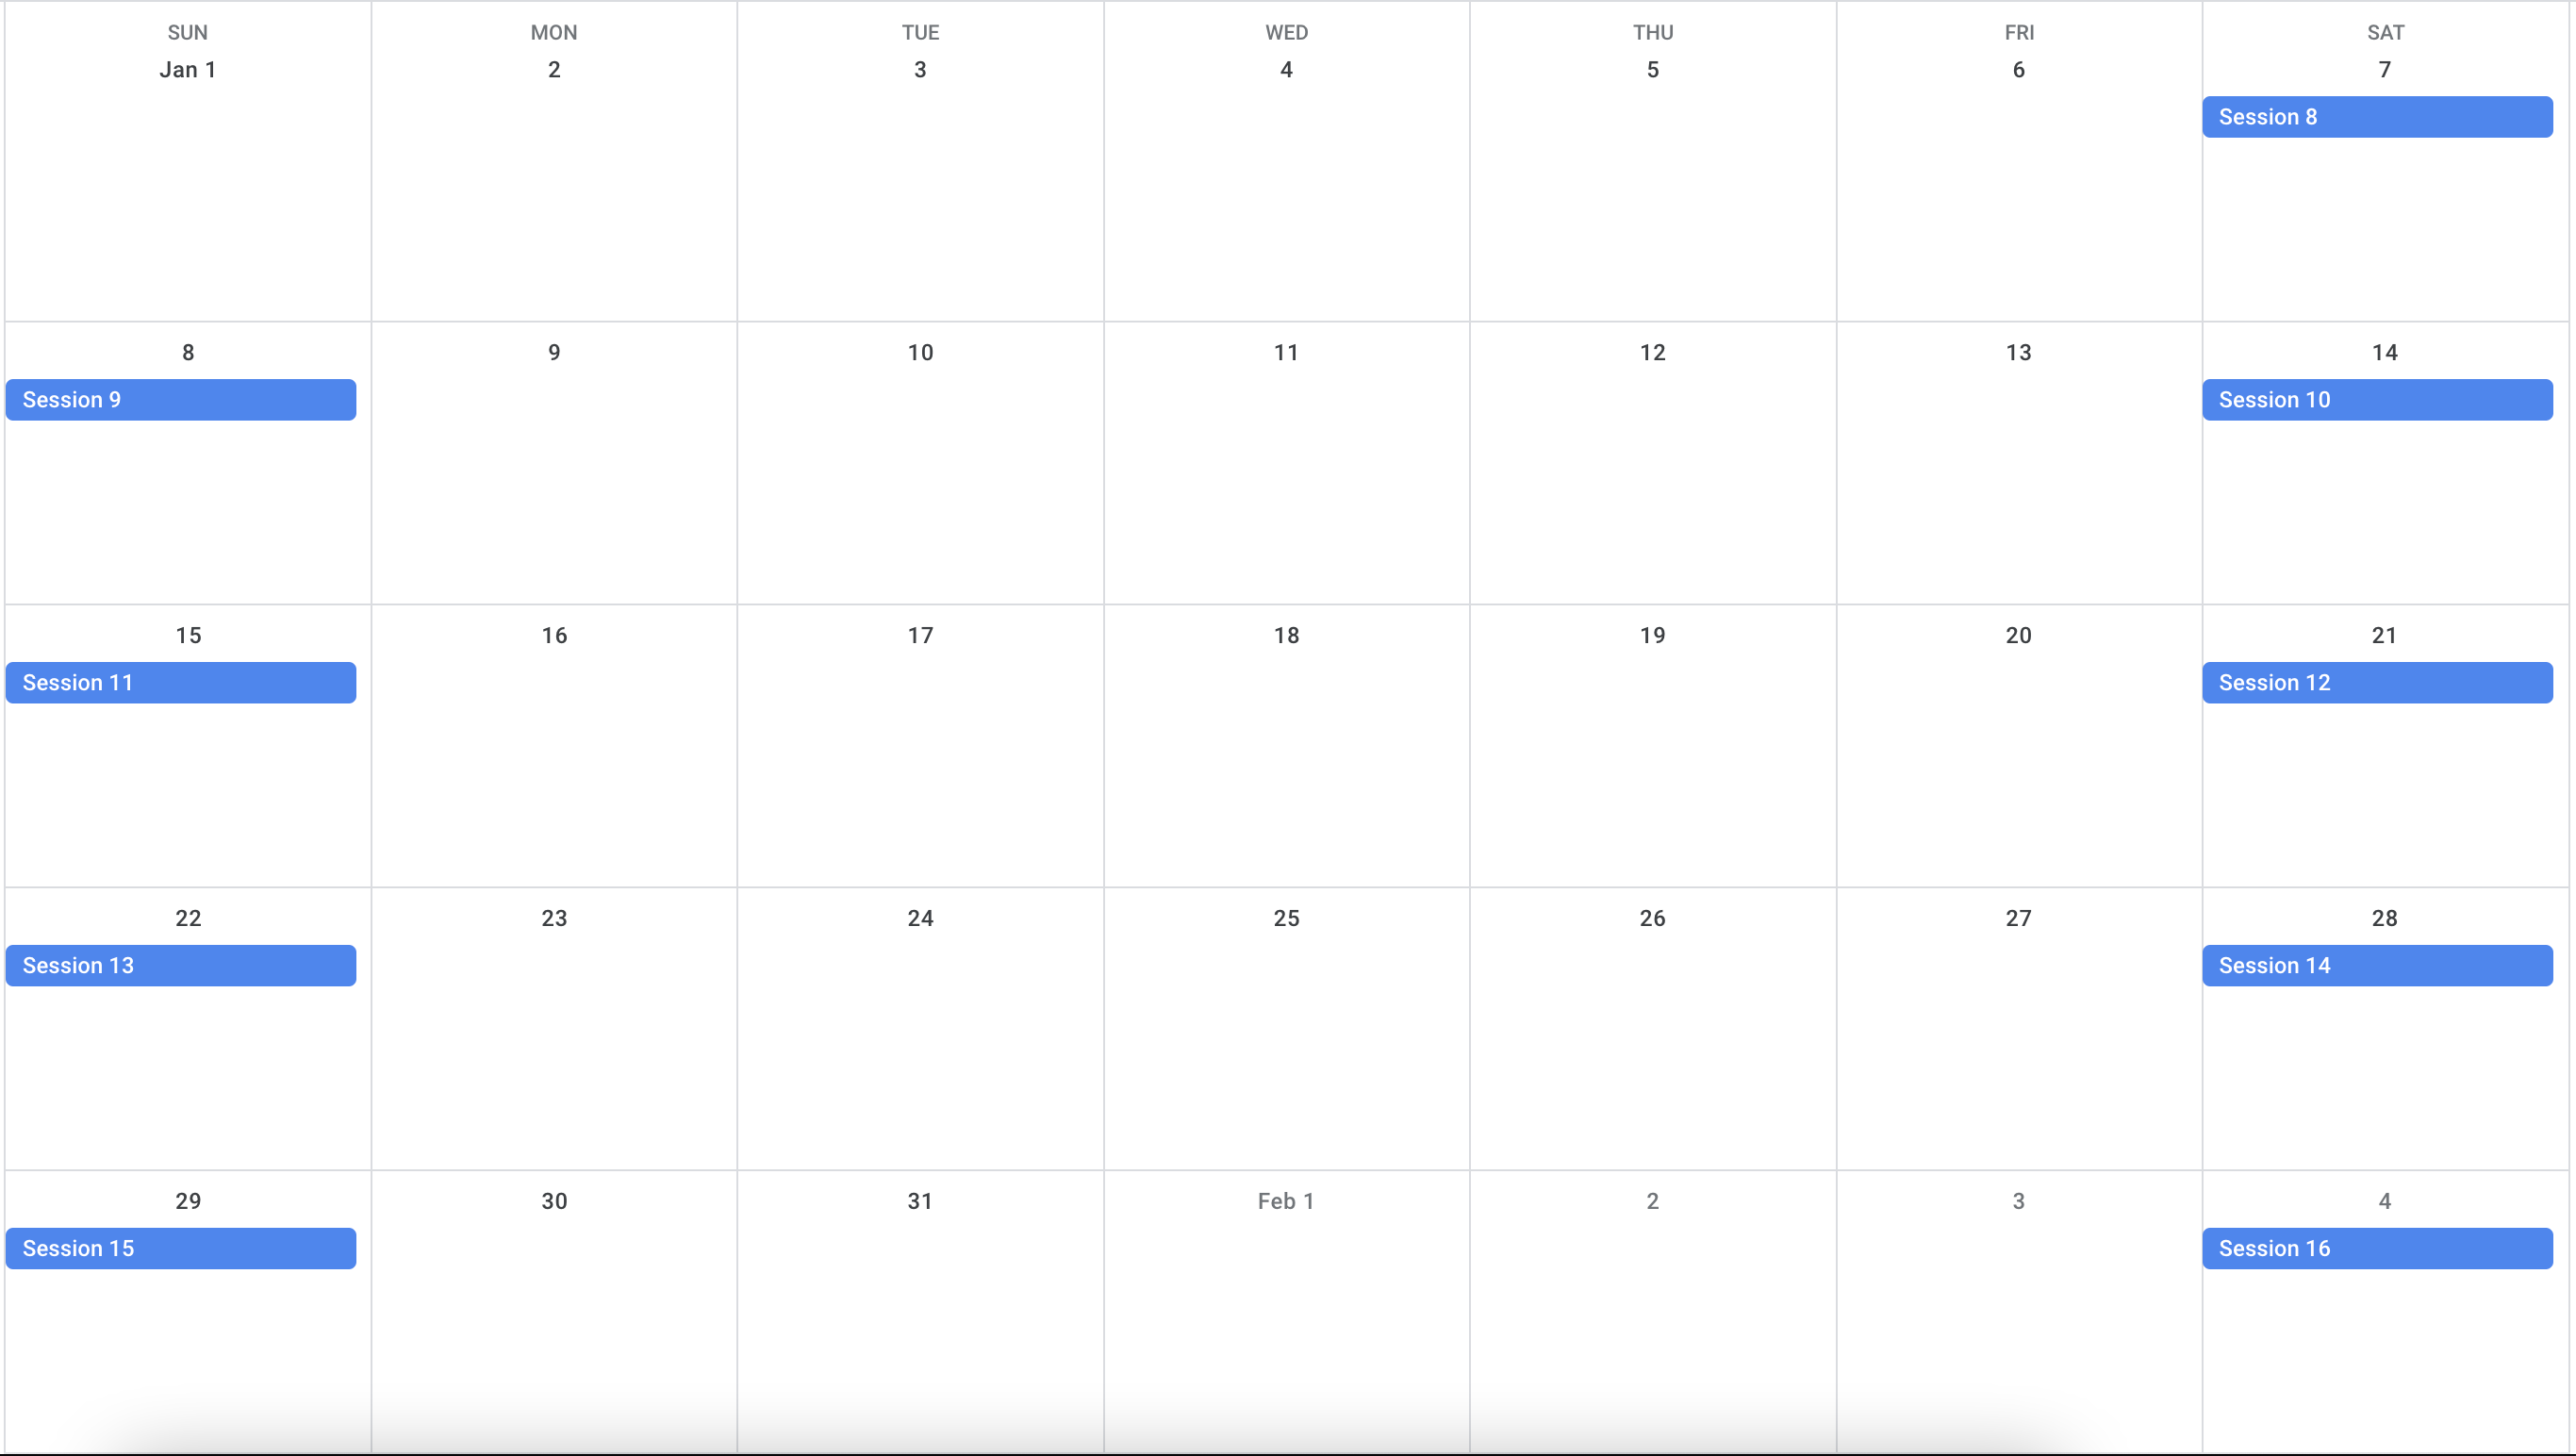 SUN MON TUE WED THU FRI SAT
Jan 1 2 3 4 5 6 7
Session 8
8 9 10 11 12 13 14
Session 9 Session 10
15 16 17 18 19 20 21
Session 11 Session 12
22 23 24 25 26 27 28
Session 13 Session 14
29 30 31 Feb 1 2 3 4
Session 15 Session 16